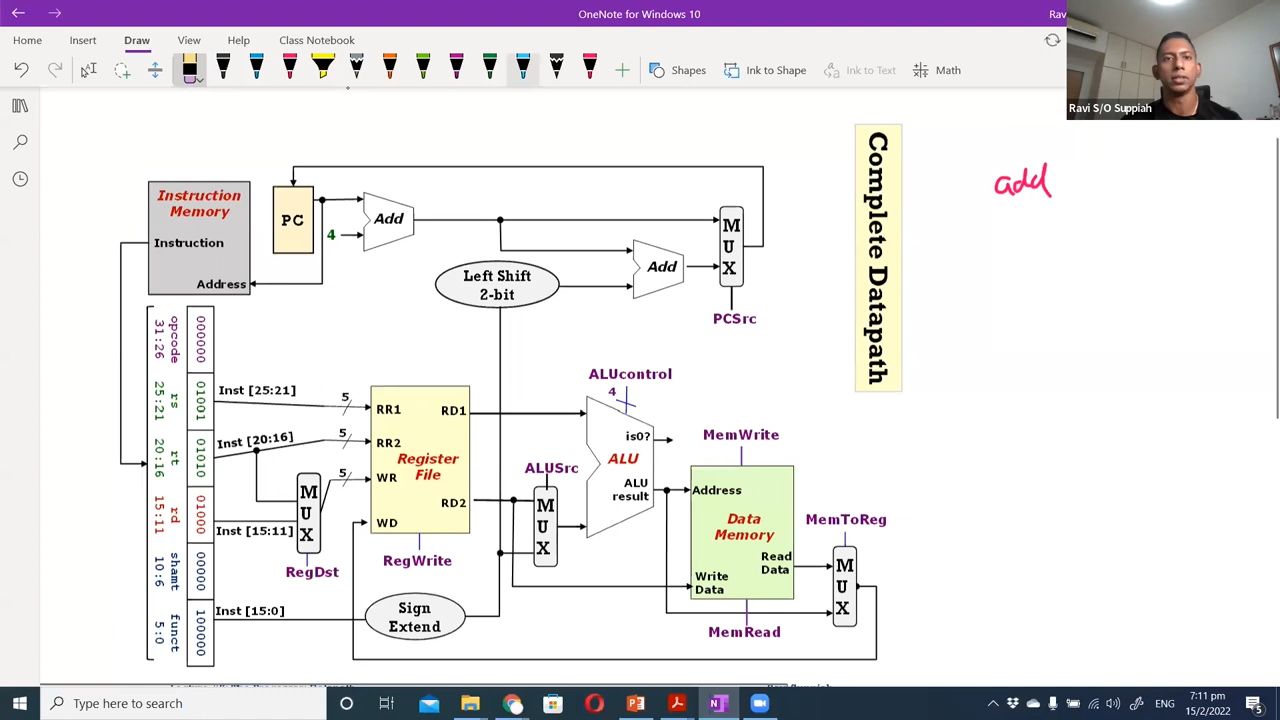 OneNote for Windows 10
Rav
Home Insert Draw View Help Class Notebook
Shapes Ink to Shape Ink to Text Math
Ravi S/O Suppiah
Complete Datapath
add
Instruction
Memory
Instruction
Address
PC
4
Add
Left Shift
2-bit
Add
MUX
PCSrc
opcode
31:26
000000
rs
25:21
01001
rt
20:16
01010
rd
15:11
01000
shamt
10:6
00000
funct
5:0
100000
Inst [25:21]
5
Inst [20:16]
5
5
Inst [15:11]
MUX
RegDst
Inst [15:0]
RR1
RD1
RR2
Register
File
WR
RD2
WD
RegWrite
Sign
Extend
ALUSrc
MUX
ALUcontrol
4
is0?
ALU
ALU
result
MemWrite
Address
Data
Memory
Read
Data
Write
Data
MemRead
MemToReg
MUX
Type here to search
ENG
7:11 pm
15/2/2022
5